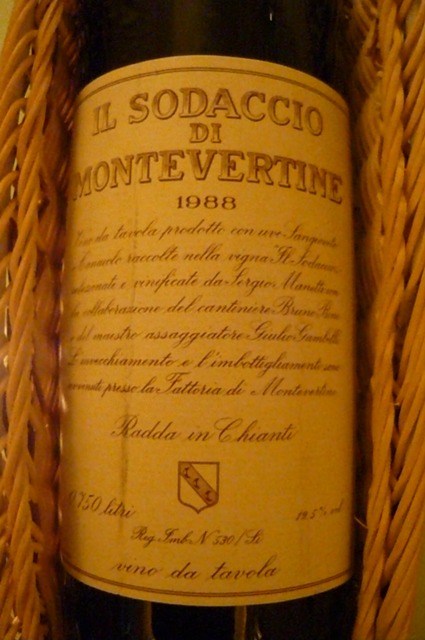 IL SODACCIO
DI
MONTEVERTINE
1988
Vino da tavola prodotto con uve Sangioveto
e Canaiolo raccolte nella vigna "Il Sodaccio"
selezionate e vinificate da Sergio Manetti con
la collaborazione del cantiniere Bruno Bini
e del maestro assaggiatore Giulio Gambelli
L'invecchiamento e l'imbottigliamento sono
avvenuti presso la Fattoria di Montevertine
Radda in Chianti
0,750 litri
12.5% vol
Reg. Imb. N 530/Si
vino da tavola